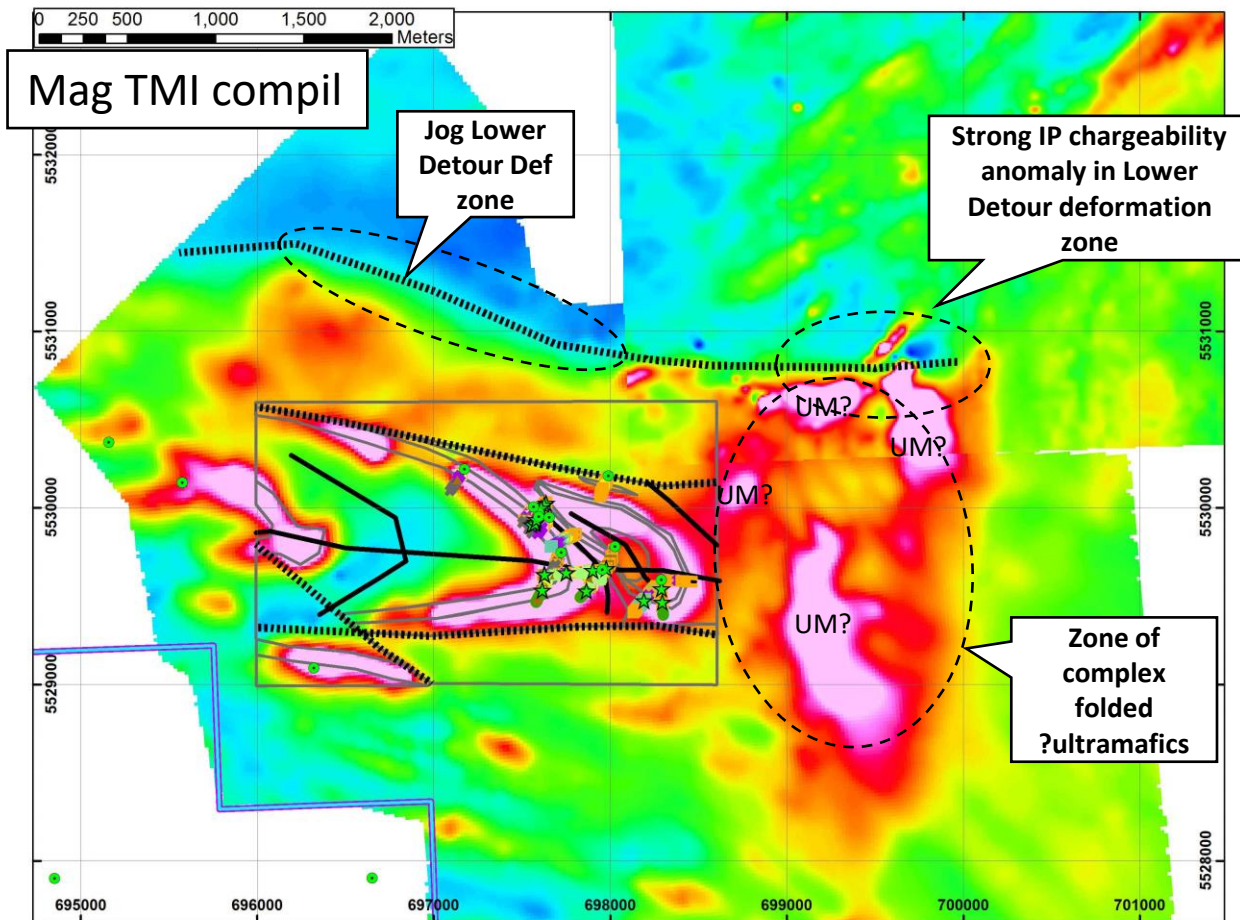 0 250 500 1,000 1,500 2,000
Meters
Mag TMI compil
Jog Lower
Detour Def
zone
Strong IP chargeability
anomaly in Lower
Detour deformation
zone
5532000
5532000
5531000
5531000
UM?
UM?
UM?
5530000
5530000
UM?
Zone of
complex
folded
?ultramafics
5529000
5529000
5528000
695000 696000 697000 698000 699000 700000 701000